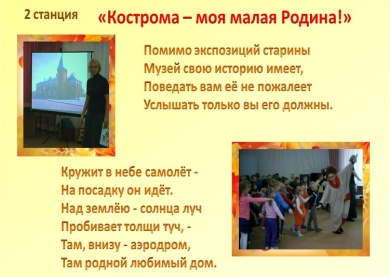 2 станция
«Кострома – моя малая Родина!»
Помимо экспозиций старины
Музей свою историю имеет,
Поведать вам её не пожалеет
Услышать только вы его должны.
Кружит в небе самолёт -
На посадку он идёт.
Над землёю - солнца луч
Пробивает толщи туч, -
Там, внизу - аэродром,
Там родной любимый дом.